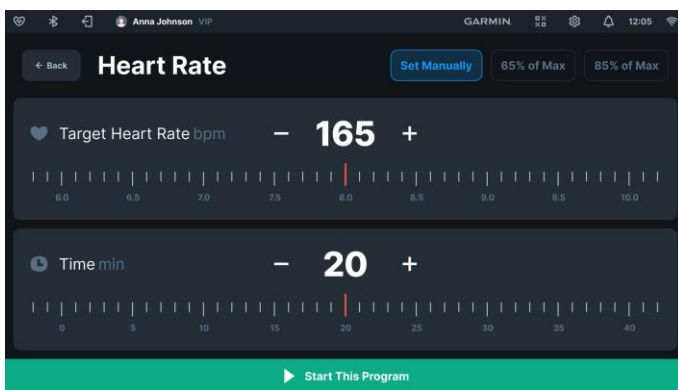 Anna Johnson VIP GARMIN. 12:05
← Back Heart Rate Set Manually 65% of Max 85% of Max
Target Heart Rate bpm − 165 +
6.0 6.5 7.0 7.5 8.0 8.5 9.0 9.5 10.0
Time min − 20 +
0 5 10 15 20 25 30 35 40
Start This Program